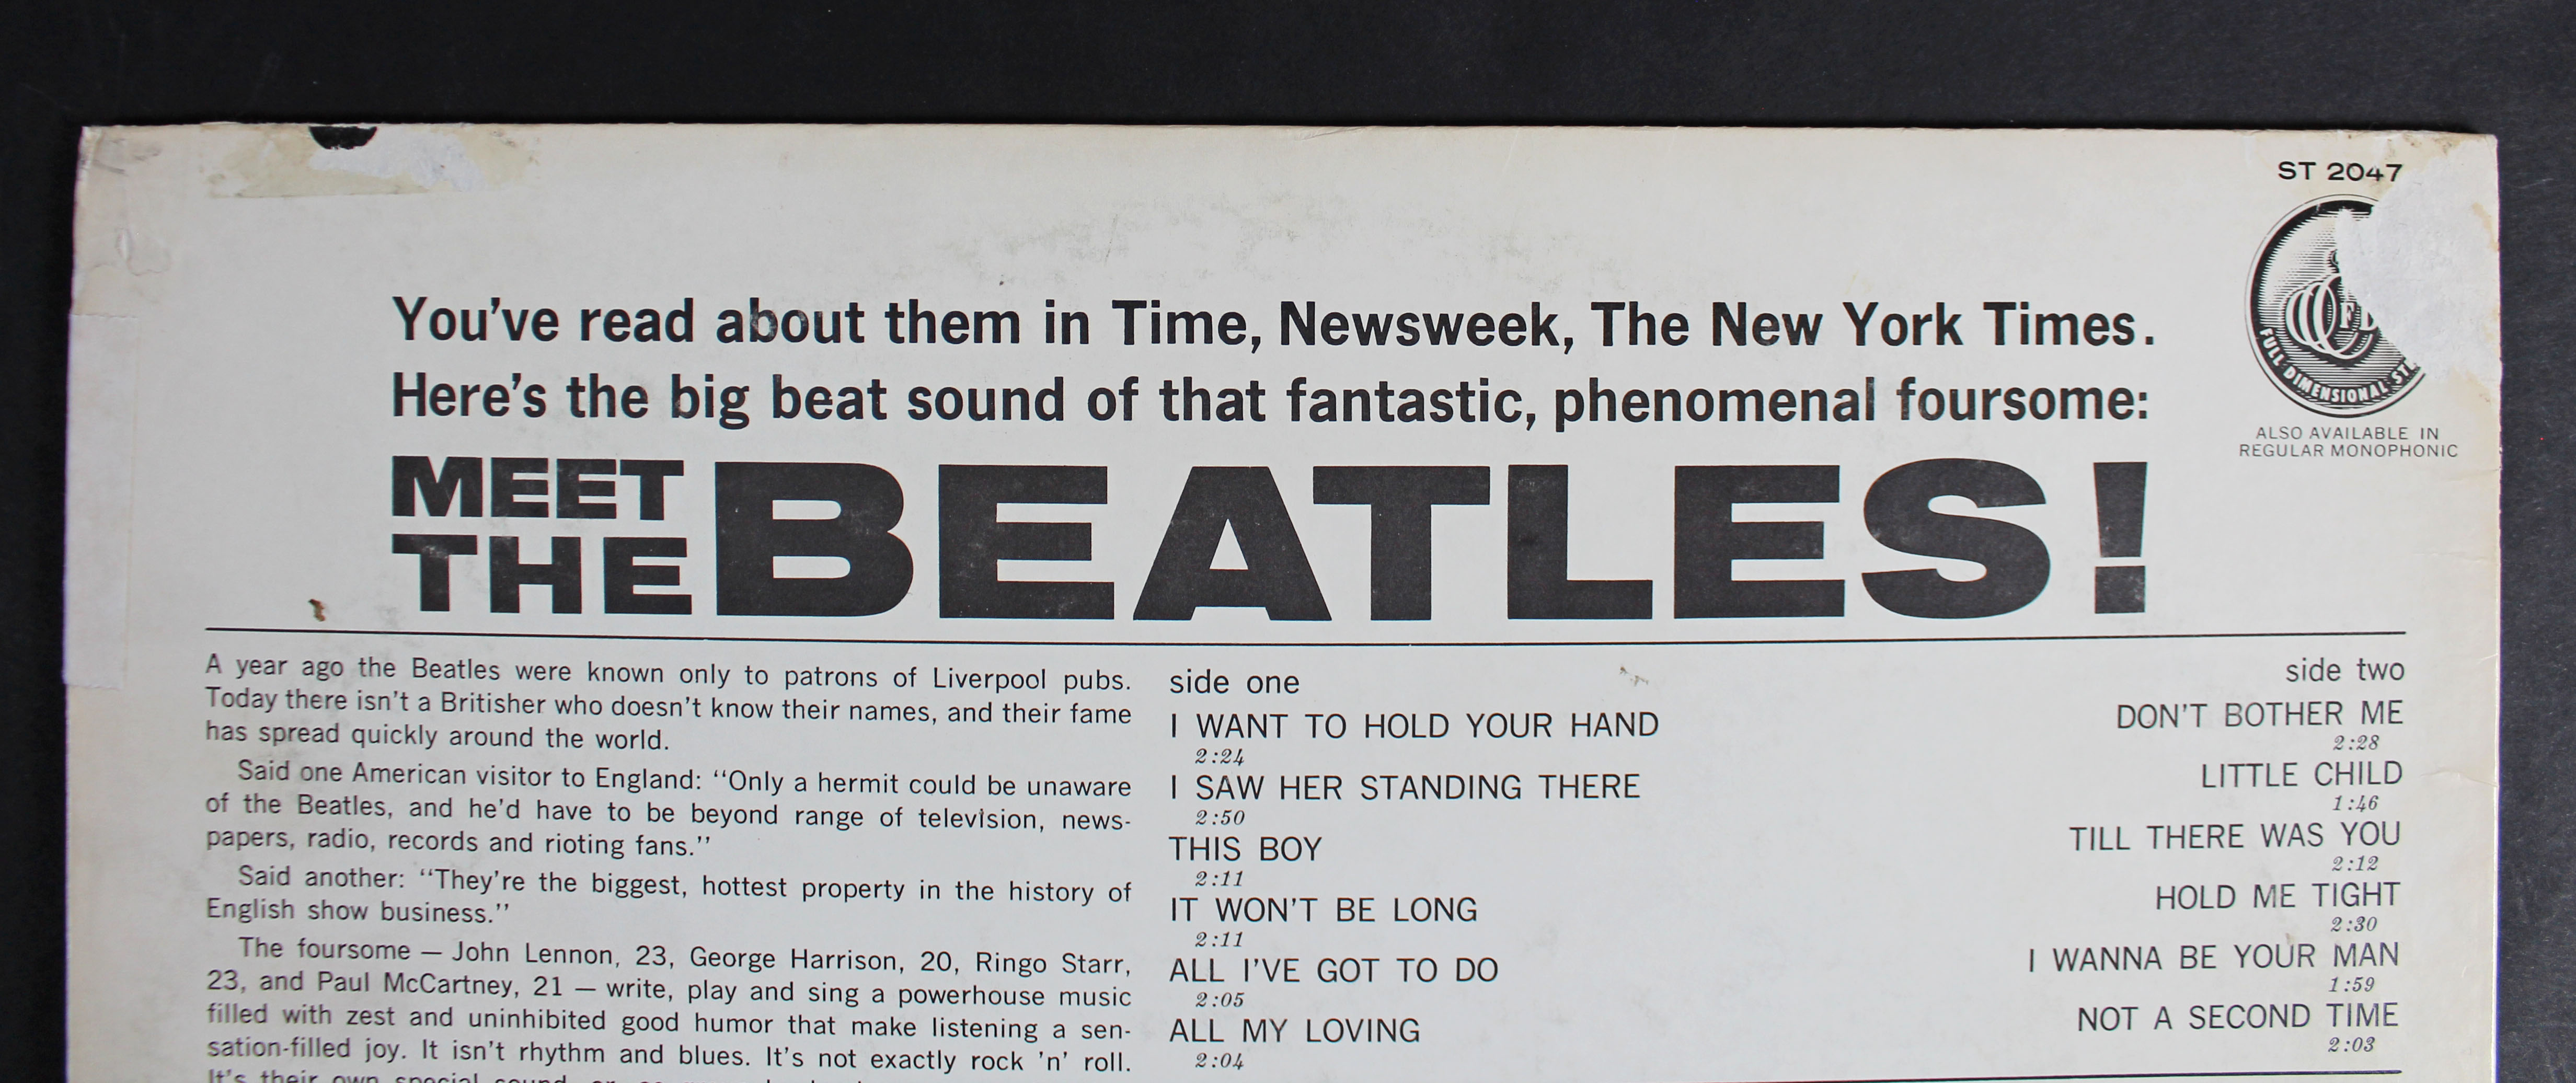 ST 2047
FULL DIMENSIONAL
ALSO AVAILABLE IN
REGULAR MONOPHONIC
You've read about them in Time, Newsweek, The New York Times.
Here's the big beat sound of that fantastic, phenomenal foursome:
MEET
THE BEATLES!
A year ago the Beatles were known only to patrons of Liverpool pubs.
Today there isn't a Britisher who doesn't know their names, and their fame
has spread quickly around the world.
Said one American visitor to England: "Only a hermit could be unaware
of the Beatles, and he'd have to be beyond range of television, news-
papers, radio, records and rioting fans."
Said another: "They're the biggest, hottest property in the history of
English show business."
The foursome — John Lennon, 23, George Harrison, 20, Ringo Starr,
23, and Paul McCartney, 21 — write, play and sing a powerhouse music
filled with zest and uninhibited good humor that make listening a sen-
sation-filled joy. It isn't rhythm and blues. It's not exactly rock 'n' roll.
It's their own special sound,
side one
I WANT TO HOLD YOUR HAND
2:24
I SAW HER STANDING THERE
2:50
THIS BOY
2:11
IT WON'T BE LONG
2:11
ALL I'VE GOT TO DO
2:05
ALL MY LOVING
2:04
side two
DON'T BOTHER ME
2:28
LITTLE CHILD
1:46
TILL THERE WAS YOU
2:12
HOLD ME TIGHT
2:30
I WANNA BE YOUR MAN
1:59
NOT A SECOND TIME
2:03